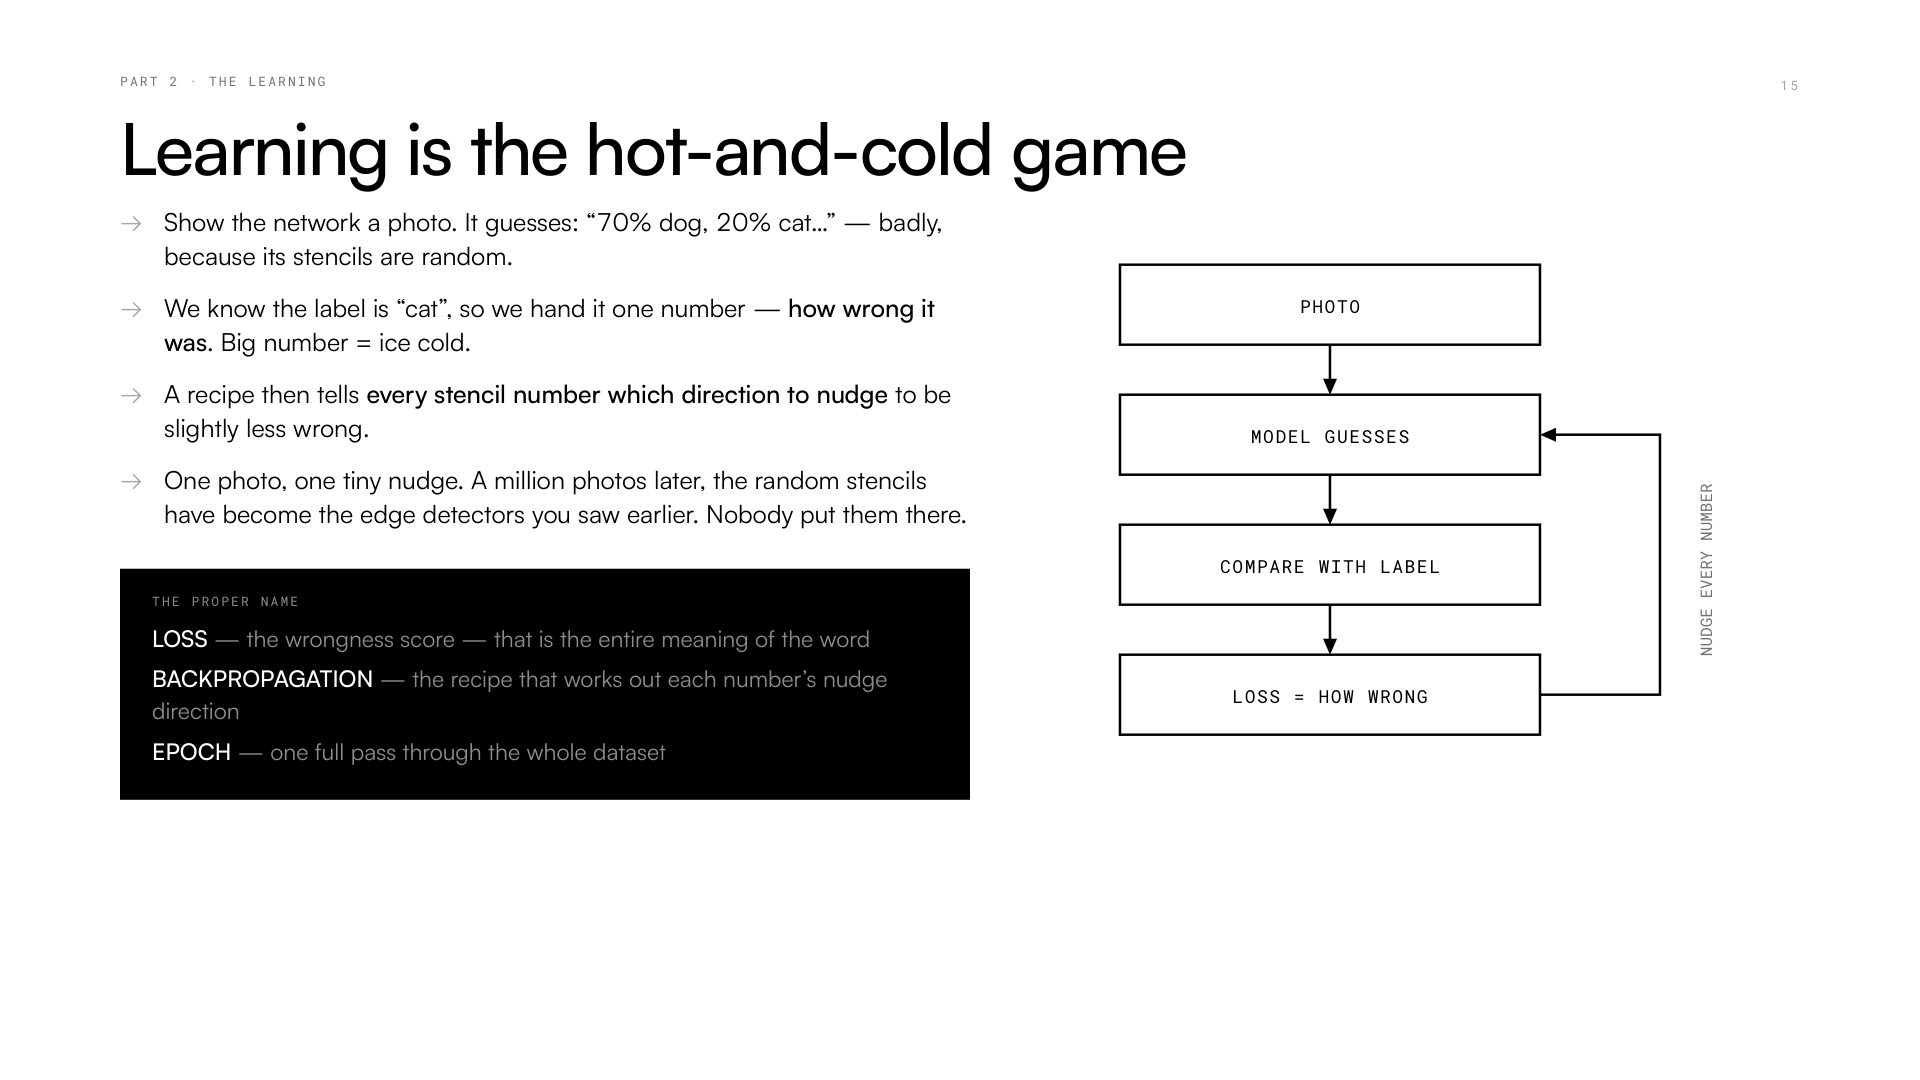 PART 2 · THE LEARNING
15
Learning is the hot-and-cold game
→ Show the network a photo. It guesses: “70% dog, 20% cat…” — badly,
because its stencils are random.
→ We know the label is “cat”, so we hand it one number — how wrong it
was. Big number = ice cold.
→ A recipe then tells every stencil number which direction to nudge to be
slightly less wrong.
→ One photo, one tiny nudge. A million photos later, the random stencils
have become the edge detectors you saw earlier. Nobody put them there.
THE PROPER NAME
LOSS — the wrongness score — that is the entire meaning of the word
BACKPROPAGATION — the recipe that works out each number’s nudge
direction
EPOCH — one full pass through the whole dataset
PHOTO
MODEL GUESSES
COMPARE WITH LABEL
LOSS = HOW WRONG
NUDGE EVERY NUMBER